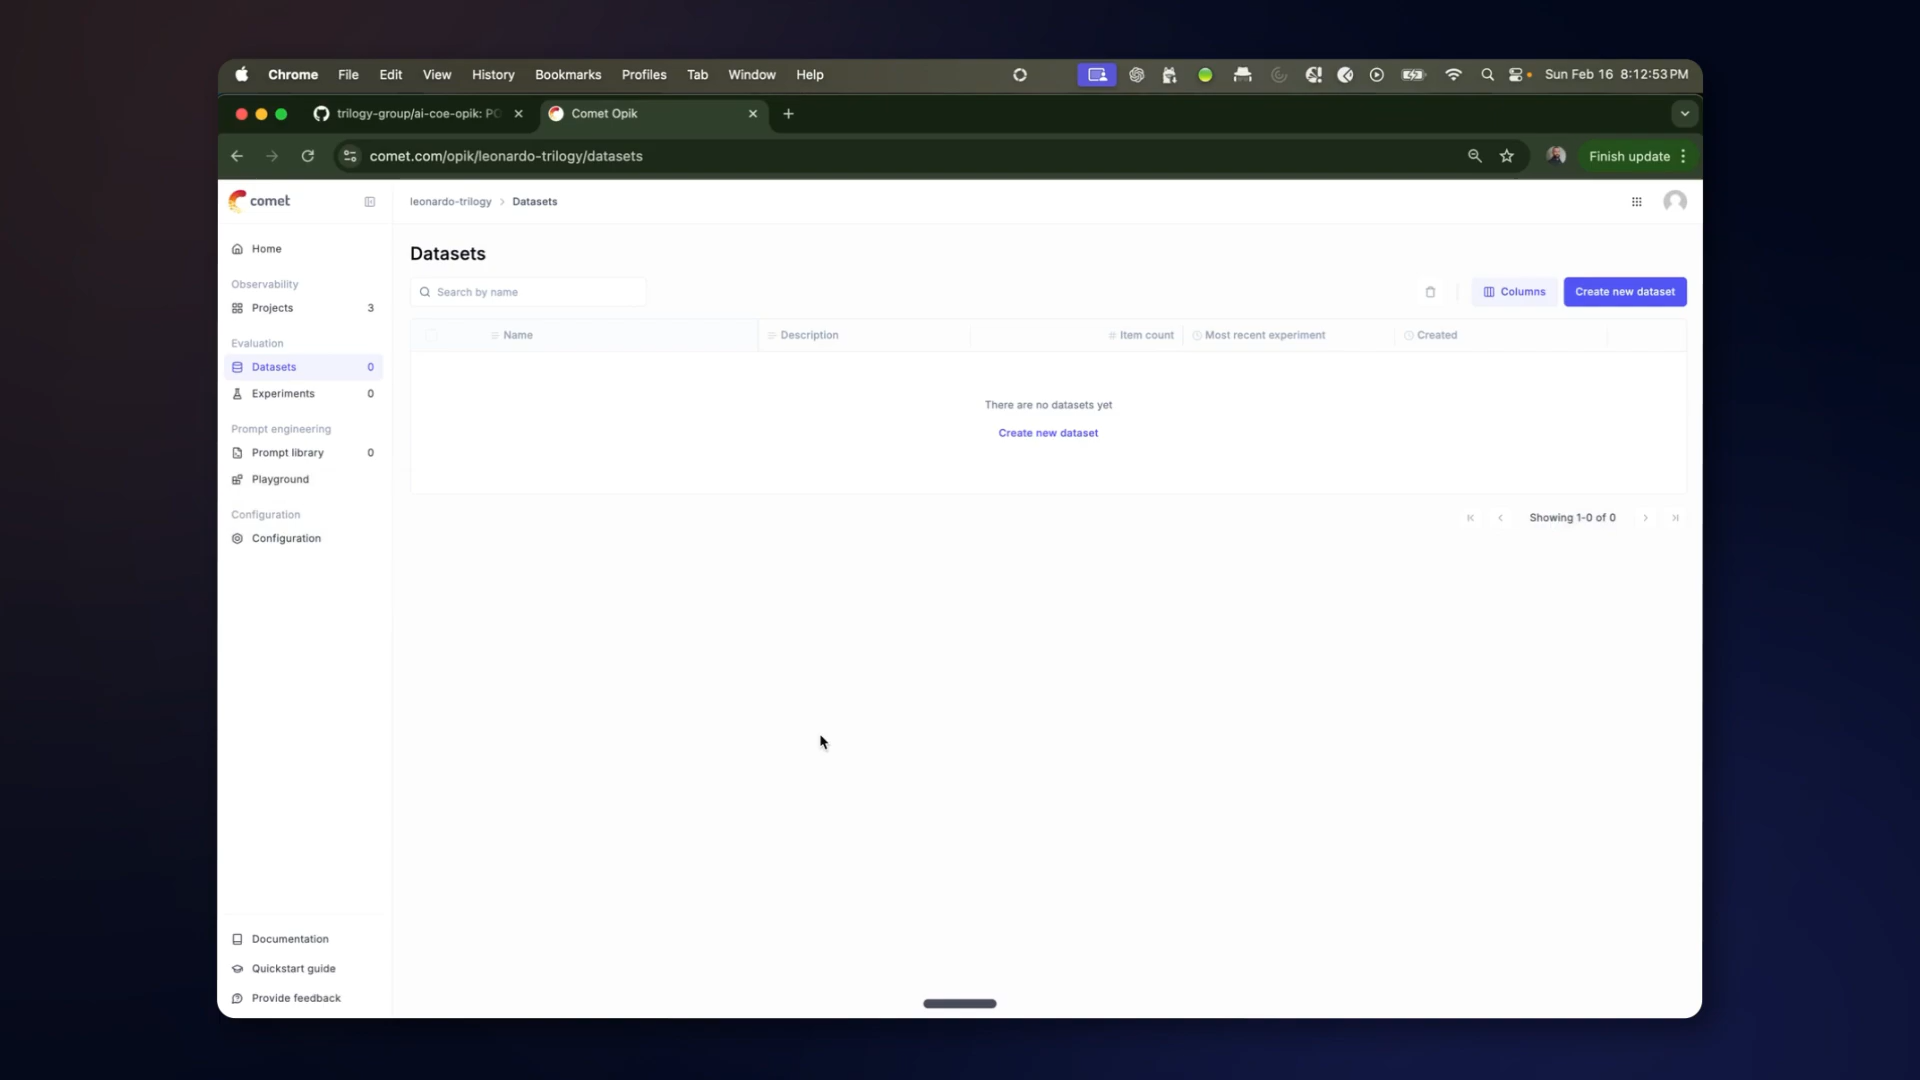 Chrome File Edit View History Bookmarks Profiles Tab Window Help Sun Feb 16 8:12:53 PM
trilogy-group/ai-coe-opik: PO Comet Opik
comet.com/opik/leonardo-trilogy/datasets Finish update
comet leonardo-trilogy > Datasets
Home
Observability
Projects 3
Evaluation
Datasets 0
Experiments 0
Prompt engineering
Prompt library 0
Playground
Configuration
Configuration
Documentation
Quickstart guide
Provide feedback
Datasets
Search by name Columns Create new dataset
Name Description # Item count Most recent experiment Created
There are no datasets yet
Create new dataset
Showing 1-0 of 0